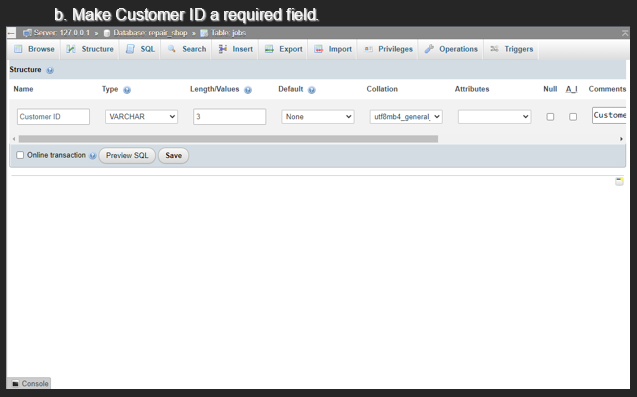 b. Make Customer ID a required field.
Server: 127.0.0.1 » Database: repair_shop » Table: jobs
Browse Structure SQL Search Insert Export Import Privileges Operations Triggers
Structure
Name Type Length/Values Default Collation Attributes Null A_I Comments
Customer ID VARCHAR 3 None utf8mb4_general_ Custome
Online transaction Preview SQL Save
Console